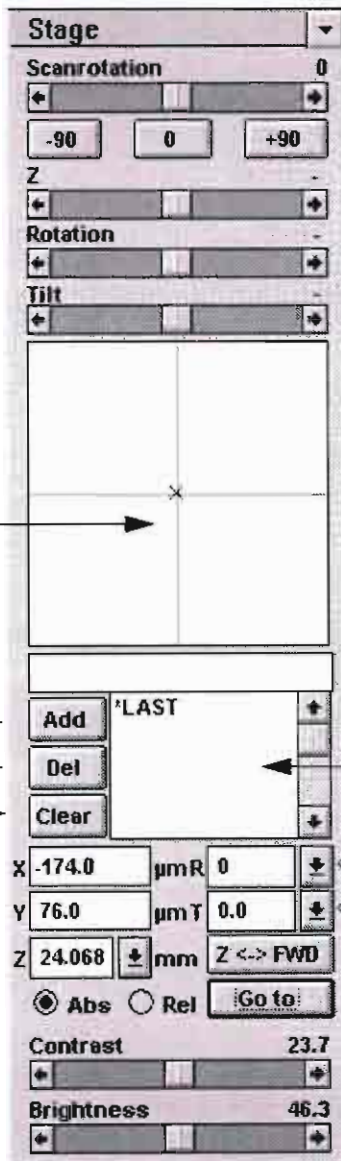 Stage
Scanrotation 0
-90 0 +90
Z -
Rotation -
Tilt -
Add *LAST
Del
Clear
X -174.0 µm R 0
Y 76.0 µm T 0.0
Z 24.068 mm Z <-> FWD
Abs Rel Go to
Contrast 23.7
Brightness 46.3